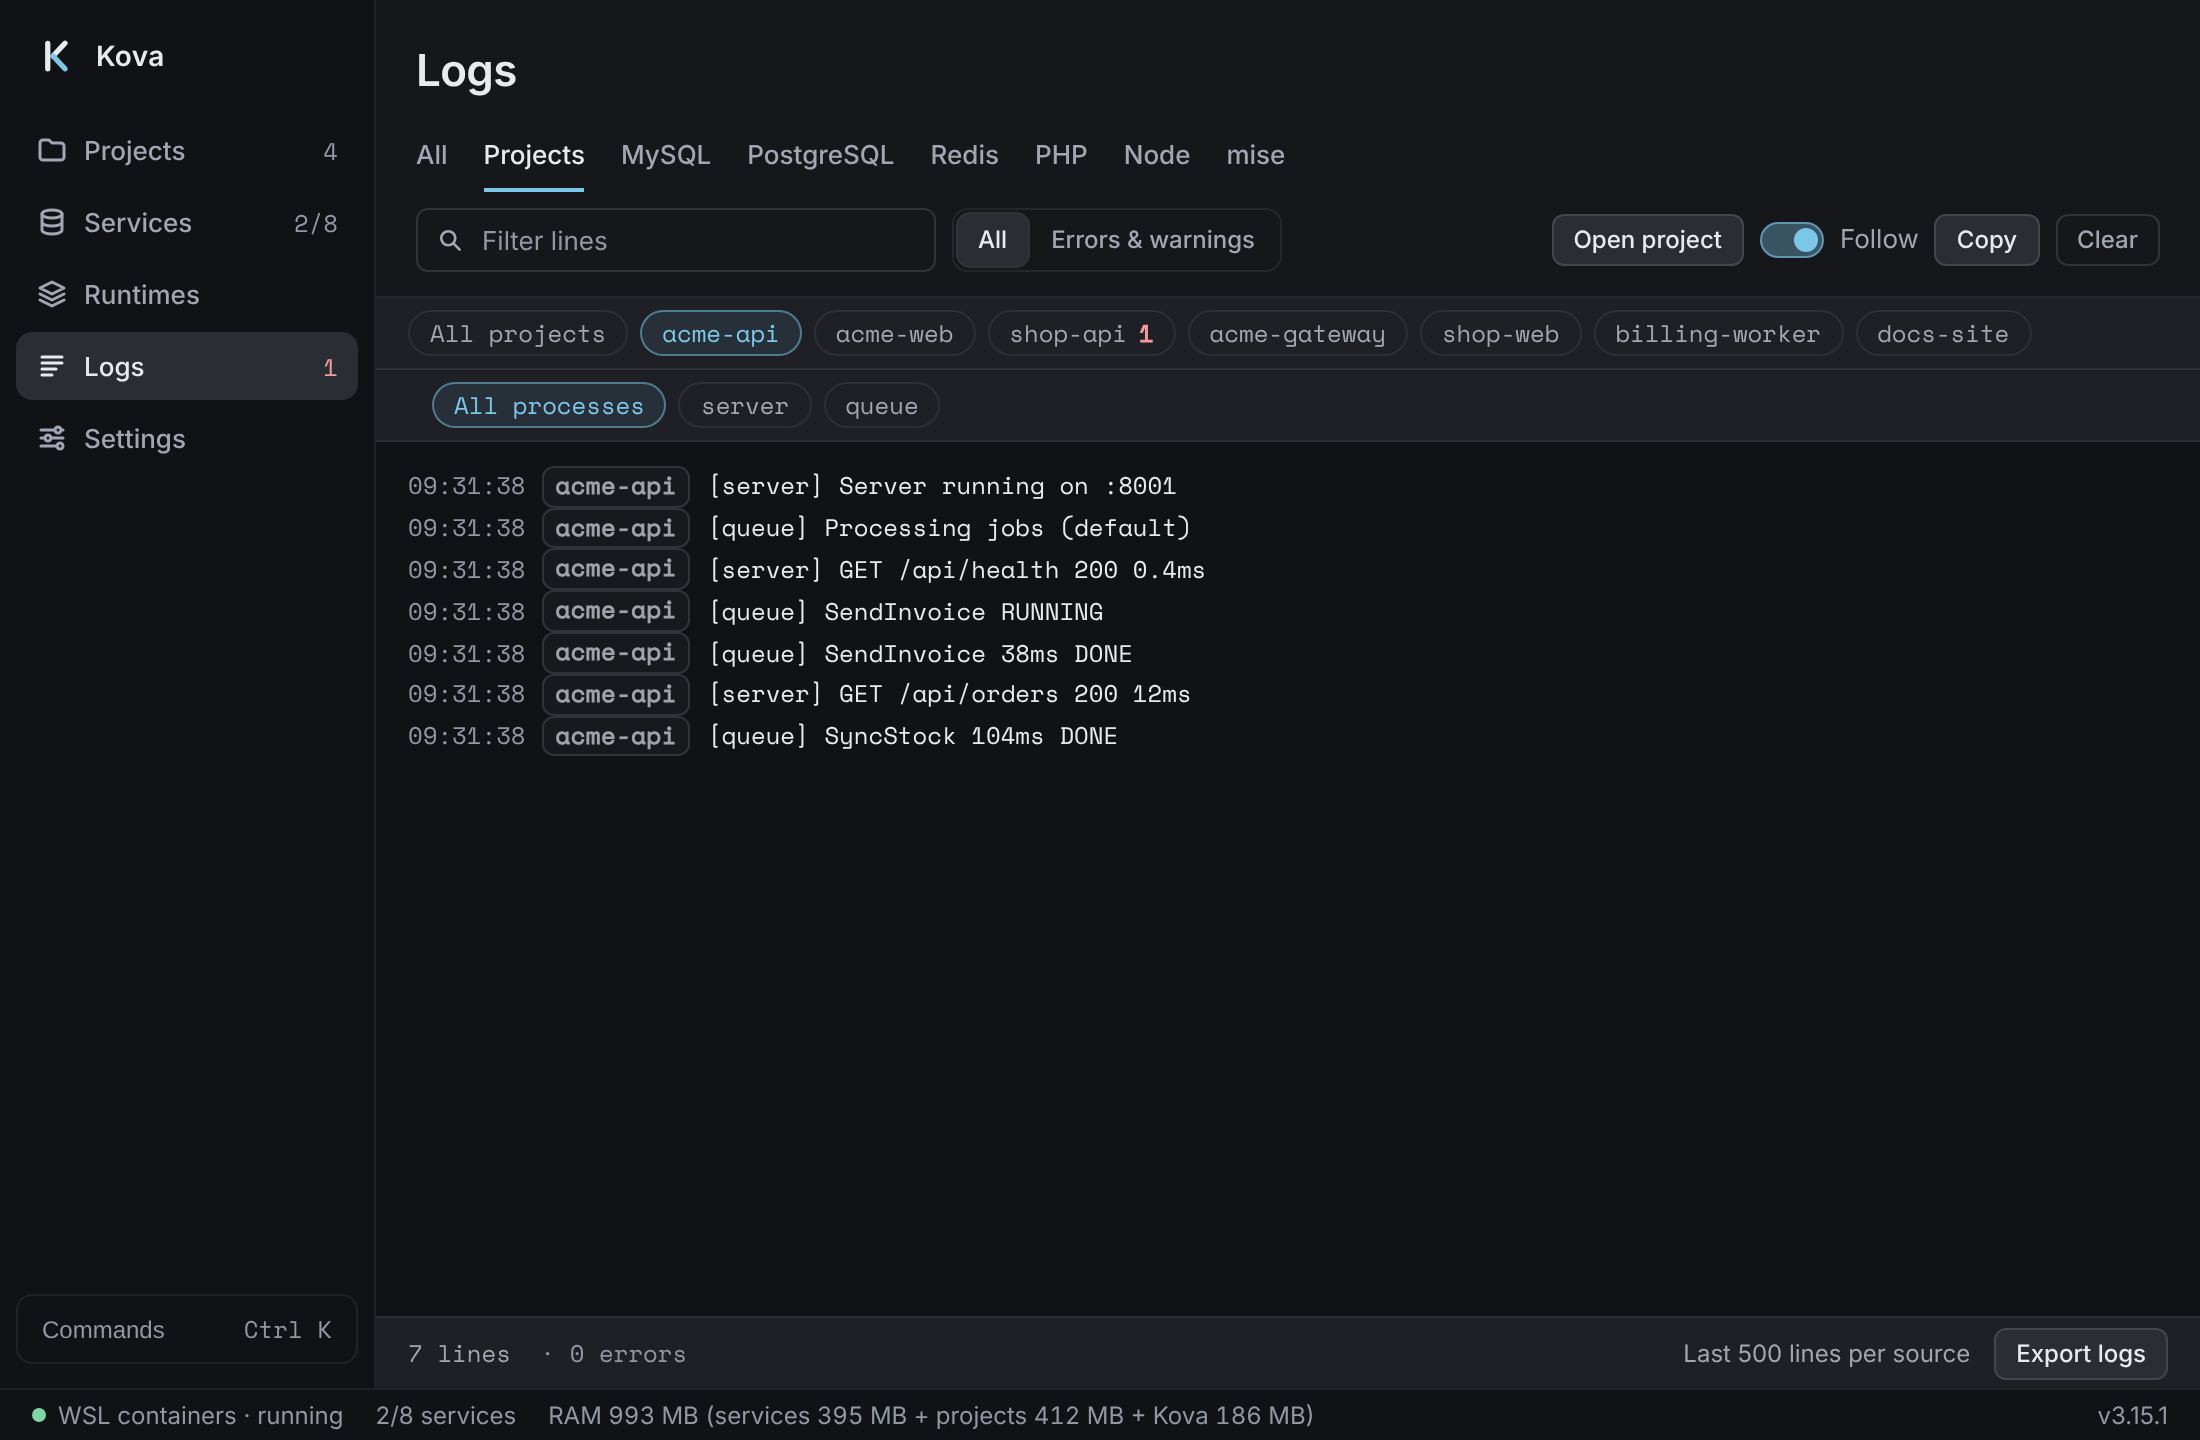 Kova
Projects 4
Services 2/8
Runtimes
Logs 1
Settings
Commands Ctrl K
Logs
All Projects MySQL PostgreSQL Redis PHP Node mise
Filter lines All Errors & warnings Open project Follow Copy Clear
All projects acme-api acme-web shop-api 1 acme-gateway shop-web billing-worker docs-site
All processes server queue
09:31:38 acme-api [server] Server running on :8001
09:31:38 acme-api [queue] Processing jobs (default)
09:31:38 acme-api [server] GET /api/health 200 0.4ms
09:31:38 acme-api [queue] SendInvoice RUNNING
09:31:38 acme-api [queue] SendInvoice 38ms DONE
09:31:38 acme-api [server] GET /api/orders 200 12ms
09:31:38 acme-api [queue] SyncStock 104ms DONE
7 lines · 0 errors Last 500 lines per source Export logs
WSL containers · running 2/8 services RAM 993 MB (services 395 MB + projects 412 MB + Kova 186 MB) v3.15.1